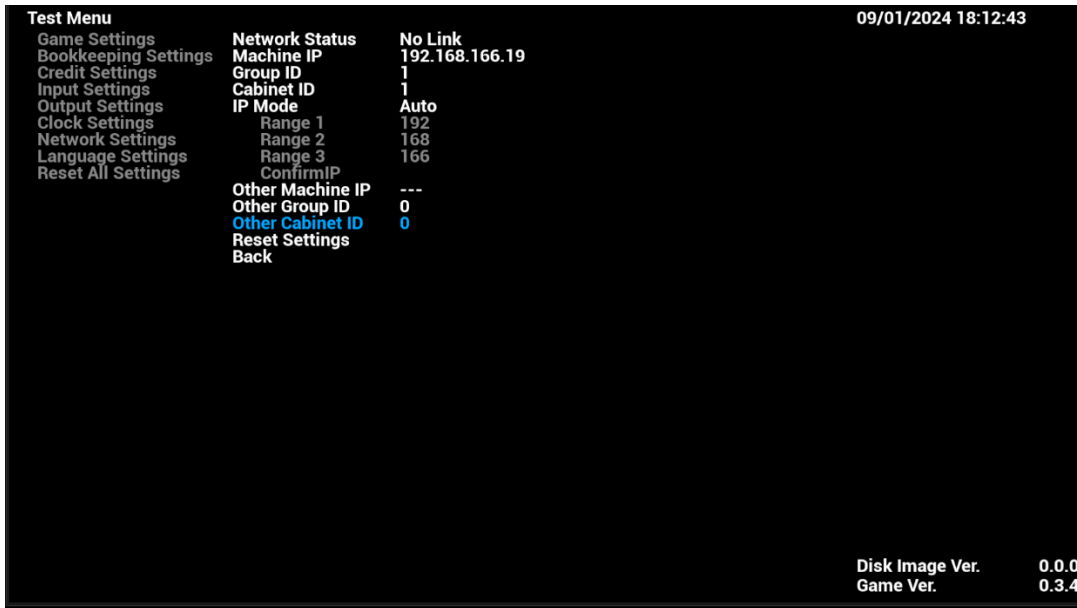 Test Menu 09/01/2024 18:12:43
Game Settings Network Status No Link
Bookkeeping Settings Machine IP 192.168.166.19
Credit Settings Group ID 1
Input Settings Cabinet ID 1
Output Settings IP Mode Auto
Clock Settings Range 1 192
Network Settings Range 2 168
Language Settings Range 3 166
Reset All Settings ConfirmIP
Other Machine IP ---
Other Group ID 0
Other Cabinet ID 0
Reset Settings
Back
Disk Image Ver. 0.0.0
Game Ver. 0.3.4